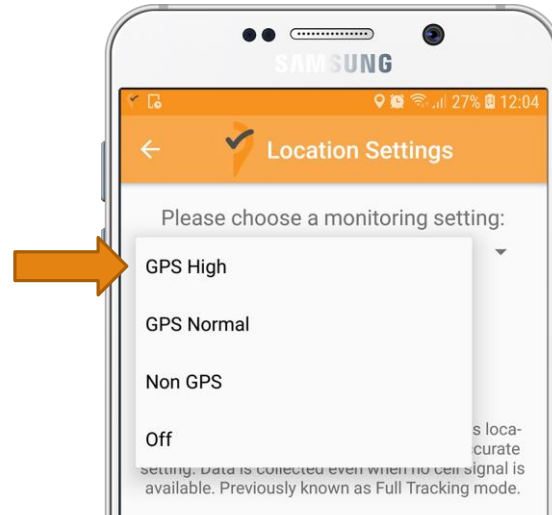 SAMSUNG
27% 12:04
Location Settings
Please choose a monitoring setting:
GPS High
GPS Normal
Non GPS
Off
s loca-
curate
setting. Data is collected even when no cell signal is
available. Previously known as Full Tracking mode.